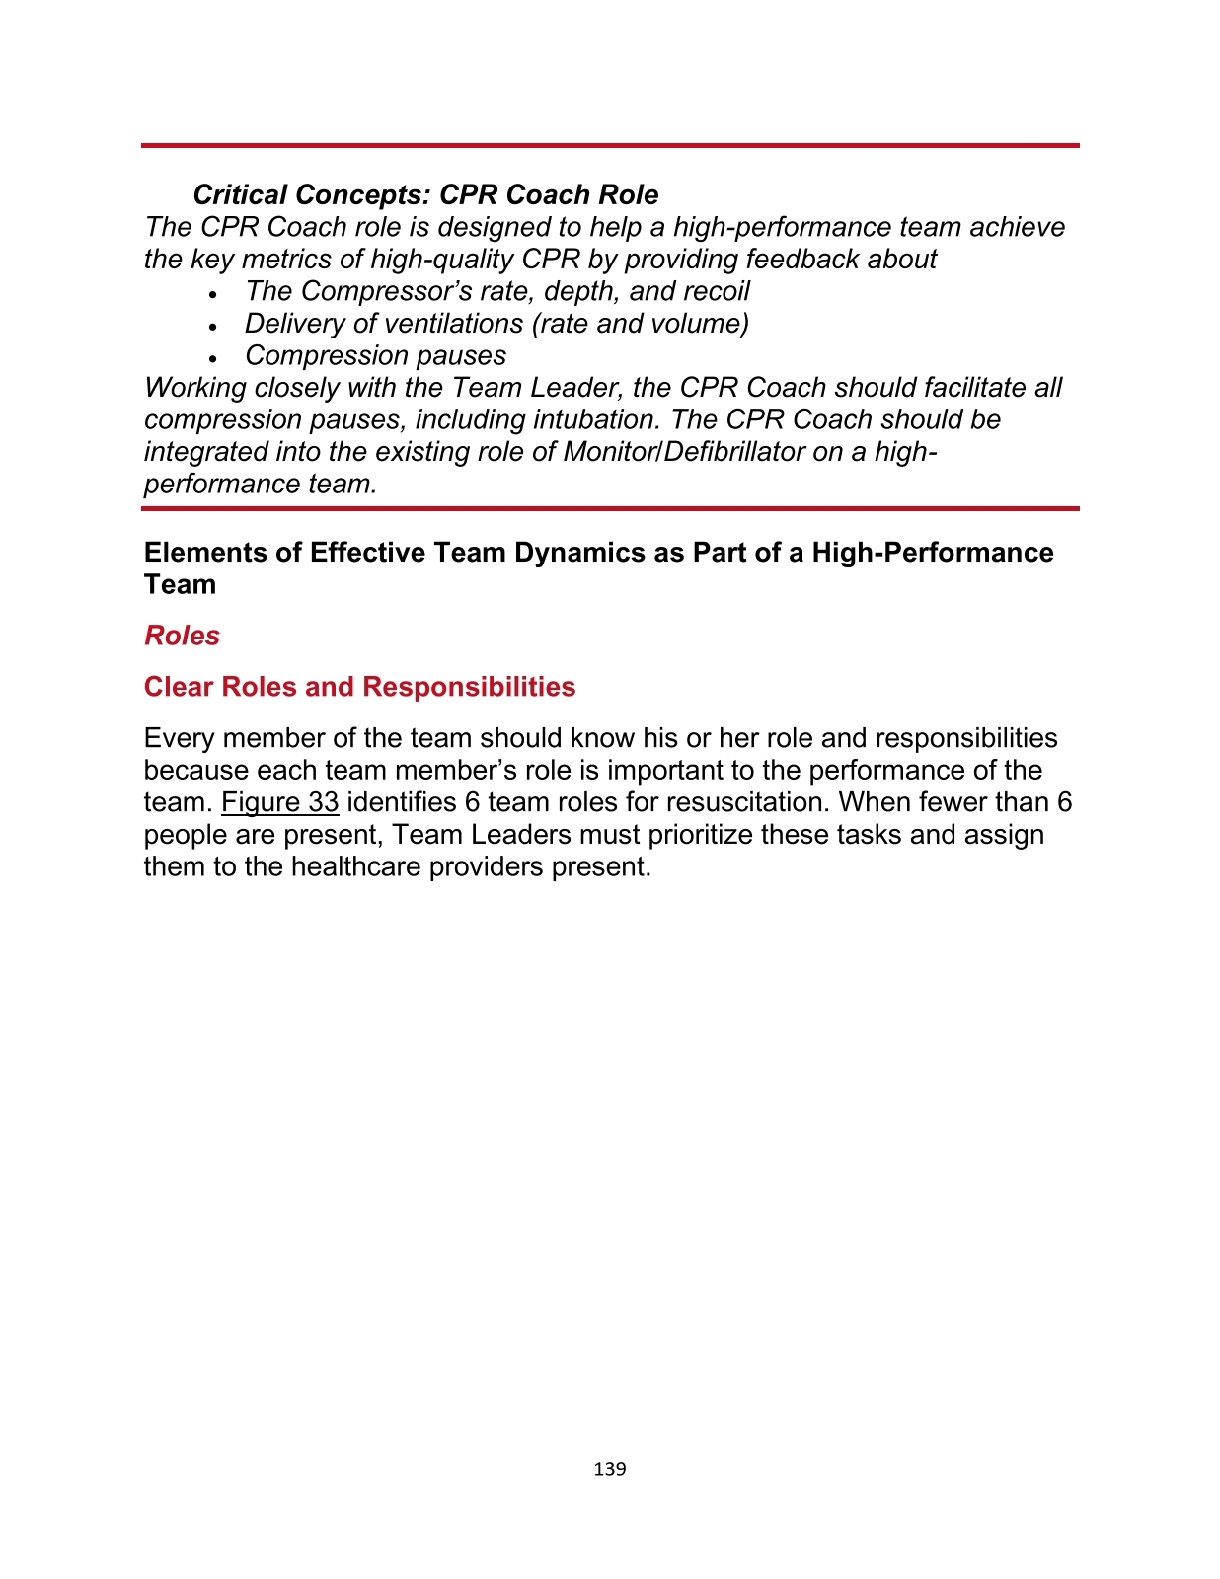 Critical Concepts: CPR Coach Role
The CPR Coach role is designed to help a high-performance team achieve
the key metrics of high-quality CPR by providing feedback about
• The Compressor’s rate, depth, and recoil
• Delivery of ventilations (rate and volume)
• Compression pauses
Working closely with the Team Leader, the CPR Coach should facilitate all
compression pauses, including intubation. The CPR Coach should be
integrated into the existing role of Monitor/Defibrillator on a high-
performance team.
Elements of Effective Team Dynamics as Part of a High-Performance
Team
Roles
Clear Roles and Responsibilities
Every member of the team should know his or her role and responsibilities
because each team member’s role is important to the performance of the
team. Figure 33 identifies 6 team roles for resuscitation. When fewer than 6
people are present, Team Leaders must prioritize these tasks and assign
them to the healthcare providers present.
139